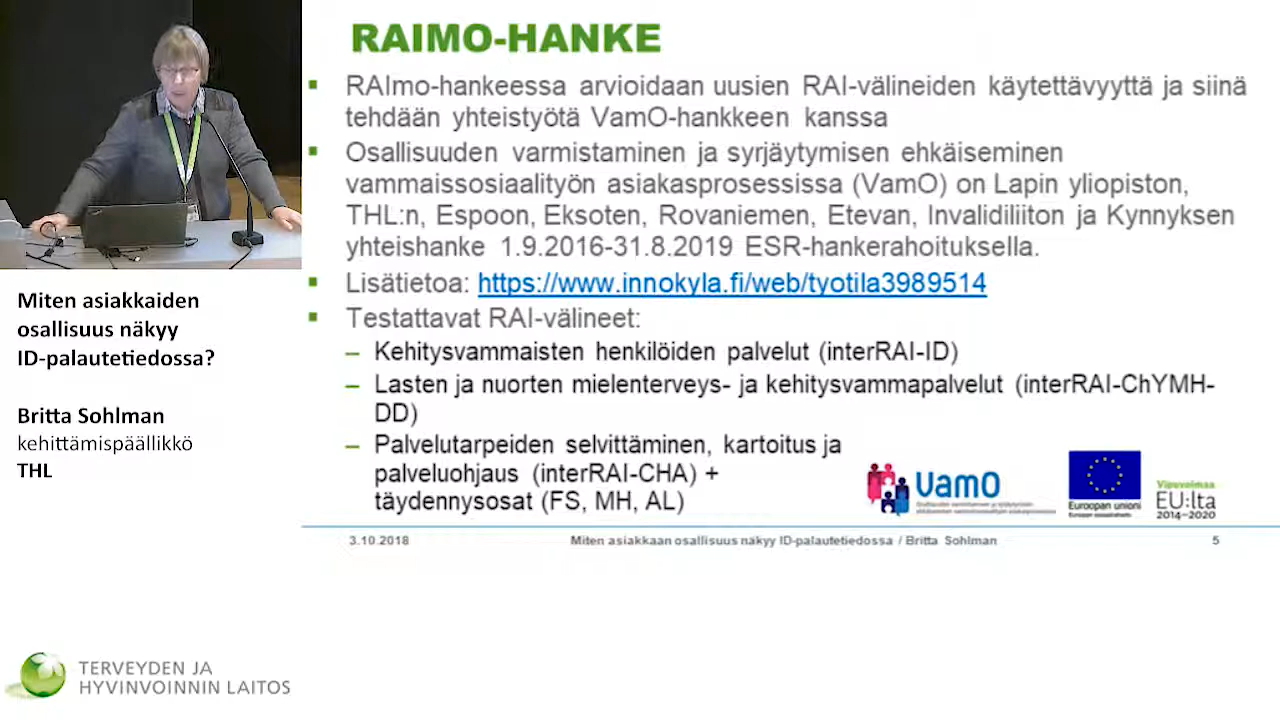 RAIMO-HANKE
RAImo-hankeessa arvioidaan uusien RAI-välineiden käytettävyyttä ja siinä
tehdään yhteistyötä VamO-hankkeen kanssa
Osallisuuden varmistaminen ja syrjäytymisen ehkäiseminen
vammaissosiaalityön asiakasprosessissa (VamO) on Lapin yliopiston,
THL:n, Espoon, Eksoten, Rovaniemen, Etevan, Invalidiliiton ja Kynnyksen
yhteishanke 1.9.2016-31.8.2019 ESR-hankerahoituksella.
Lisätietoa: https://www.innokyla.fi/web/tyotila3989514
Testattavat RAI-välineet:
– Kehitysvammaisten henkilöiden palvelut (interRAI-ID)
– Lasten ja nuorten mielenterveys- ja kehitysvammapalvelut (interRAI-ChYMH-
DD)
– Palvelutarpeiden selvittäminen, kartoitus ja
palveluohjaus (interRAI-CHA) +
täydennysosat (FS, MH, AL)
VamO
Euroopan unioni
Euroopan sosiaalirahasto
Vipuvoimaa
EU:lta
2014–2020
3.10.2018
Miten asiakkaan osallisuus näkyy ID-palautetiedossa / Britta Sohlman
5
Miten asiakkaiden
osallisuus näkyy
ID-palautetiedossa?
Britta Sohlman
kehittämispäällikkö
THL
TERVEYDEN JA
HYVINVOINNIN LAITOS